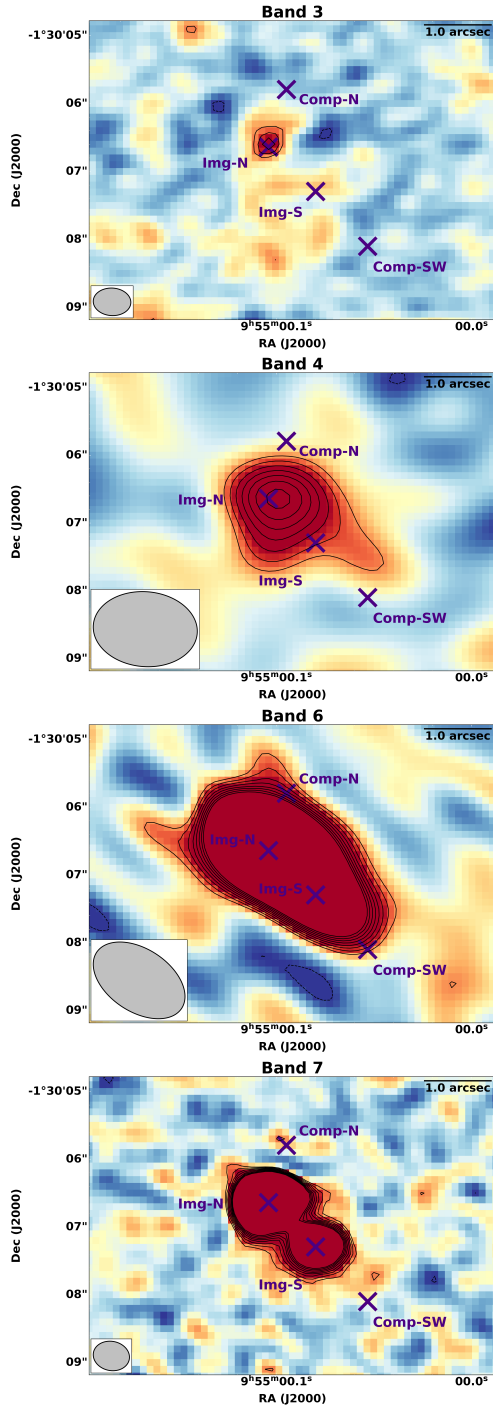 Band 3
-1°30'05"
1.0 arcsec
Comp-N
06"
Img-N
07"
Img-S
08"
Comp-SW
09"
Dec (J2000)
9ʰ55ᵐ00.1ˢ
00.0ˢ
RA (J2000)
Band 4
-1°30'05"
1.0 arcsec
Comp-N
06"
Img-N
07"
Img-S
08"
Comp-SW
09"
Dec (J2000)
9ʰ55ᵐ00.1ˢ
00.0ˢ
RA (J2000)
Band 6
-1°30'05"
1.0 arcsec
Comp-N
06"
Img-N
07"
Img-S
08"
Comp-SW
09"
Dec (J2000)
9ʰ55ᵐ00.1ˢ
00.0ˢ
RA (J2000)
Band 7
-1°30'05"
1.0 arcsec
Comp-N
06"
Img-N
07"
Img-S
08"
Comp-SW
09"
Dec (J2000)
9ʰ55ᵐ00.1ˢ
00.0ˢ
RA (J2000)